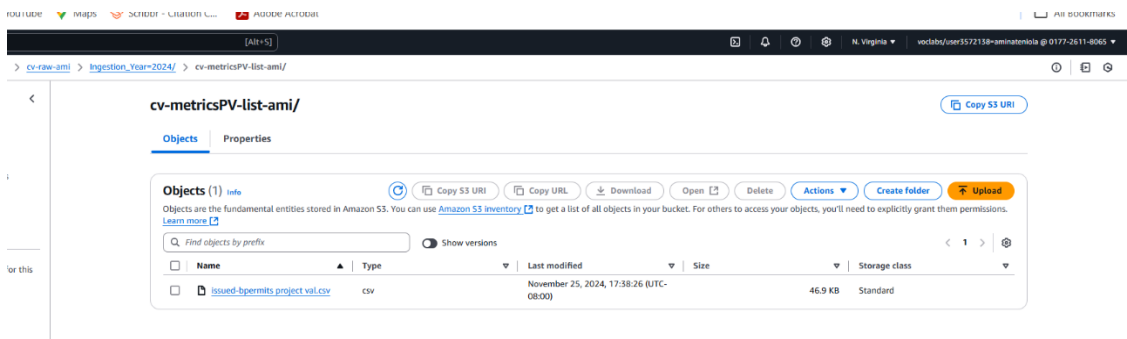 YouTube Maps Scribbr - Citation C... Adobe Acrobat All Bookmarks
[Alt+S] N. Virginia ▼ voclabs/user3572138=aminateniola @ 0177-2611-8065 ▼
> cv-raw-ami > Ingestion_Year=2024/ > cv-metricsPV-list-ami/
cv-metricsPV-list-ami/
Copy S3 URI
Objects Properties
Objects (1) Info
Copy S3 URI Copy URL Download Open Delete Actions ▼ Create folder Upload
Objects are the fundamental entities stored in Amazon S3. You can use Amazon S3 inventory to get a list of all objects in your bucket. For others to access your objects, you'll need to explicitly grant them permissions.
Learn more
Find objects by prefix
Show versions
1
for this
Name Type Last modified Size Storage class
issued-bpermits project val.csv csv November 25, 2024, 17:38:26 (UTC-
08:00) 46.9 KB Standard